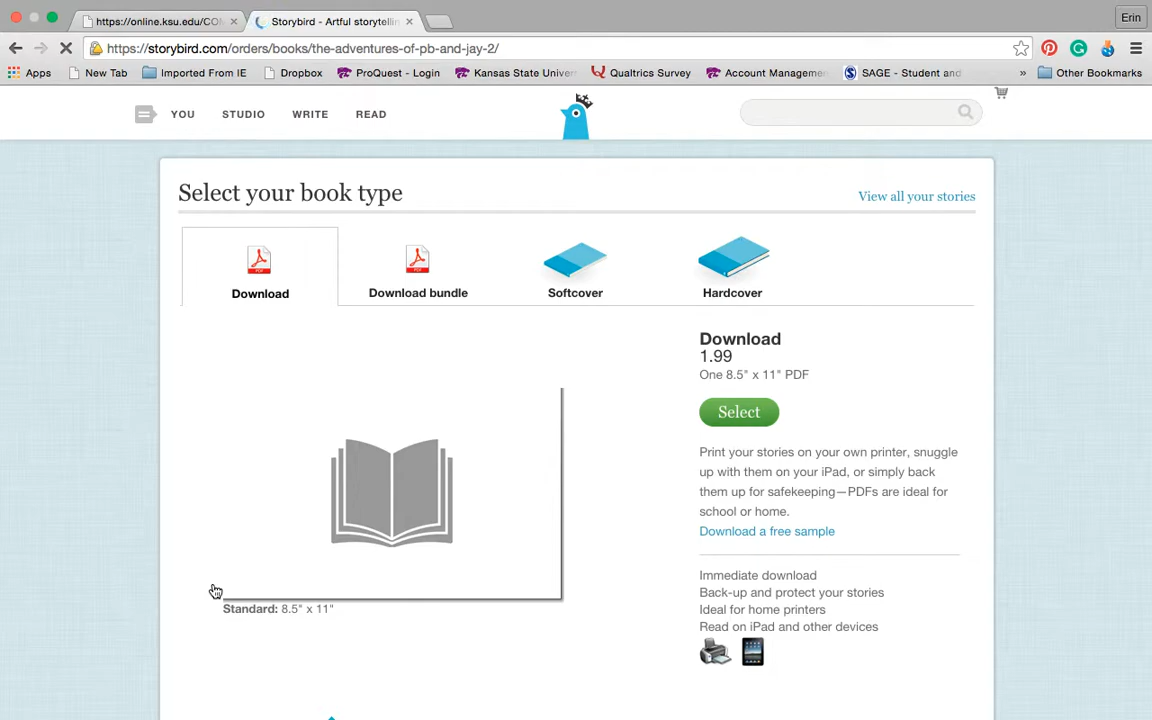 https://online.ksu.edu/CO
Storybird - Artful storytellin
Erin
https://storybird.com/orders/books/the-adventures-of-pb-and-jay-2/
Apps New Tab Imported From IE Dropbox ProQuest - Login Kansas State Univer Qualtrics Survey Account Managem SAGE - Student and » Other Bookmarks
YOU STUDIO WRITE READ
Select your book type
View all your stories
Download Download bundle Softcover Hardcover
Download
1.99
One 8.5" x 11" PDF
Select
Print your stories on your own printer, snuggle
up with them on your iPad, or simply back
them up for safekeeping—PDFs are ideal for
school or home.
Download a free sample
Immediate download
Back-up and protect your stories
Ideal for home printers
Read on iPad and other devices
Standard: 8.5" x 11"